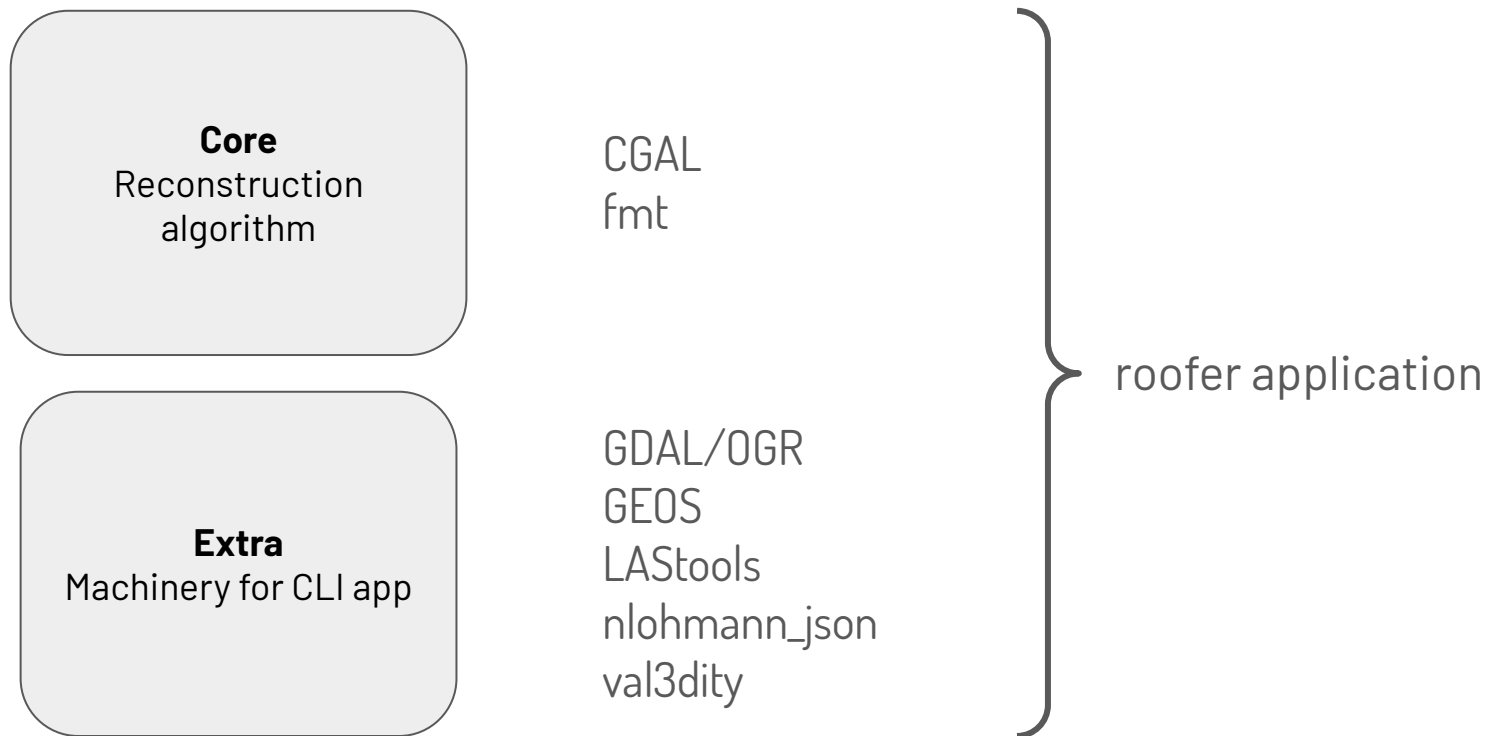 Core
Reconstruction
algorithm
CGAL
fmt
roofer application
Extra
Machinery for CLI app
GDAL/OGR
GEOS
LAStools
nlohmann_json
val3dity